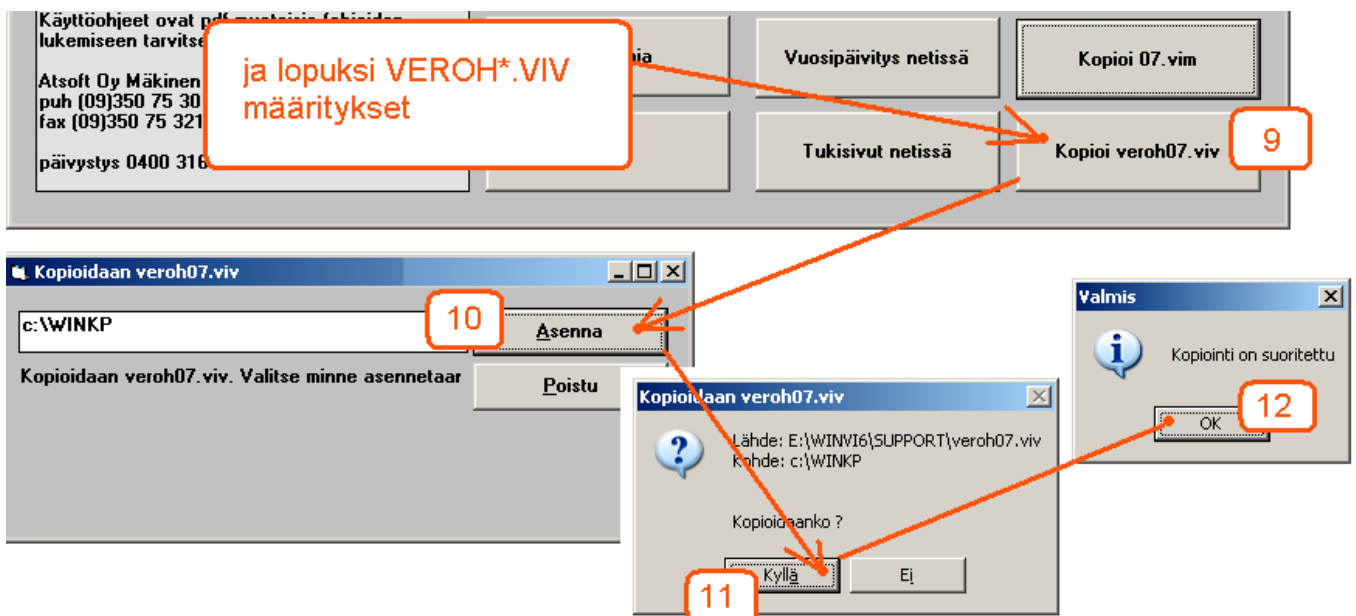 Käyttöohjeet ovat pdf muotoisia
lukemiseen
Atsoft Oy Mäkinen
puh (09)350 75 30
fax (09)350 75 321
päivystys 0400 316
ja lopuksi VEROH*.VIV
määritykset
Vuosipäivitys netissä
Kopioi 07.vim
Tukisivut netissä
Kopioi veroh07.viv
9
Kopioidaan veroh07.viv
c:\WINKP
10
Asenna
Kopioidaan veroh07.viv. Valitse minne asennetaar
Poistu
Kopioidaan veroh07.viv
Lähde: E:\WINVI6\SUPPORT\veroh07.viv
Kohde: c:\WINKP
Kopioidaanko ?
Kyllä
Ei
11
Valmis
Kopiointi on suoritettu
12
OK